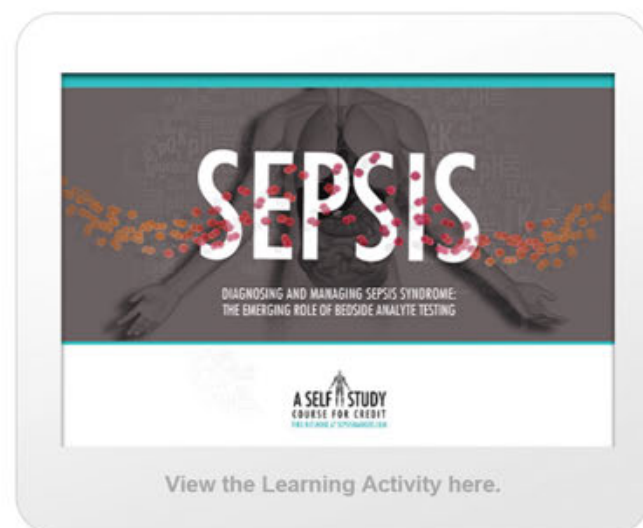 SEPSIS
DIAGNOSING AND MANAGING SEPSIS SYNDROME:
THE EMERGING ROLE OF BEDSIDE ANALYTE TESTING
A SELF STUDY
COURSE FOR CREDIT
View the Learning Activity here.